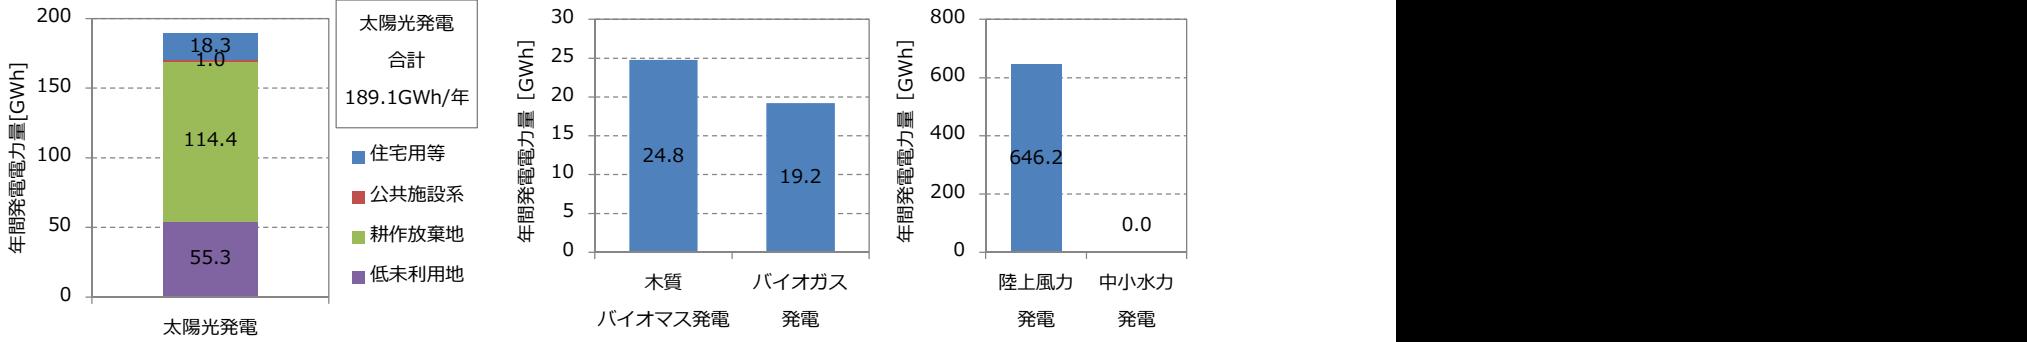 年間発電電力量[GWh]
200
150
100
50
0
18.3
1.0
114.4
55.3
太陽光発電
太陽光発電
合計
189.1GWh/年
住宅用等
公共施設系
耕作放棄地
低未利用地
年間発電電力量［GWh]
30
25
20
15
10
5
0
24.8
19.2
木質
バイオマス発電
バイオガス
発電
年間発電電力量［GWh]
800
600
400
200
0
646.2
0.0
陸上風力
発電
中小水力
発電